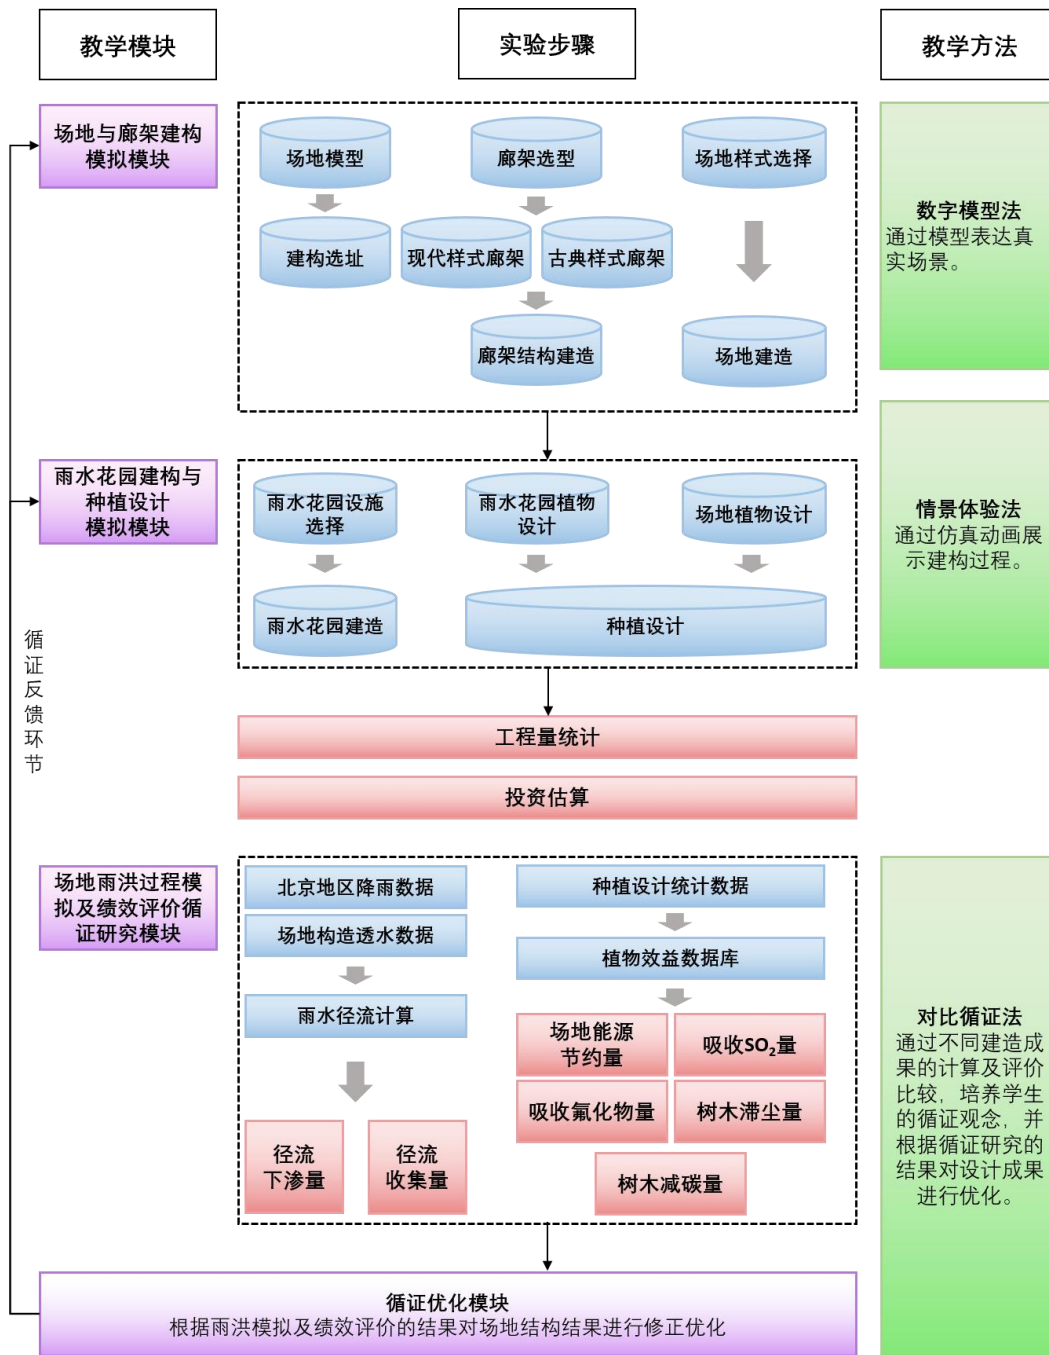 教学模块
实验步骤
教学方法
场地与廊架建构
模拟模块
场地模型
廊架选型
场地样式选择
建构选址
现代样式廊架
古典样式廊架
廊架结构建造
场地建造
数字模型法
通过模型表达真
实场景。
雨水花园建构与
种植设计
模拟模块
雨水花园设施
选择
雨水花园植物
设计
场地植物设计
雨水花园建造
种植设计
情景体验法
通过仿真动画展
示建构过程。
循证反馈环节
工程量统计
投资估算
场地雨洪过程模
拟及绩效评价循
证研究模块
北京地区降雨数据
场地构造透水数据
雨水径流计算
径流
下渗量
径流
收集量
种植设计统计数据
植物效益数据库
场地能源
节约量
吸收SO₂量
吸收氟化物量
树木滞尘量
树木减碳量
对比循证法
通过不同建造成
果的计算及评价
比较，培养学生
的循证观念，并
根据循证研究的
结果对设计成果
进行优化。
循证优化模块
根据雨洪模拟及绩效评价的结果对场地结构结果进行修正优化